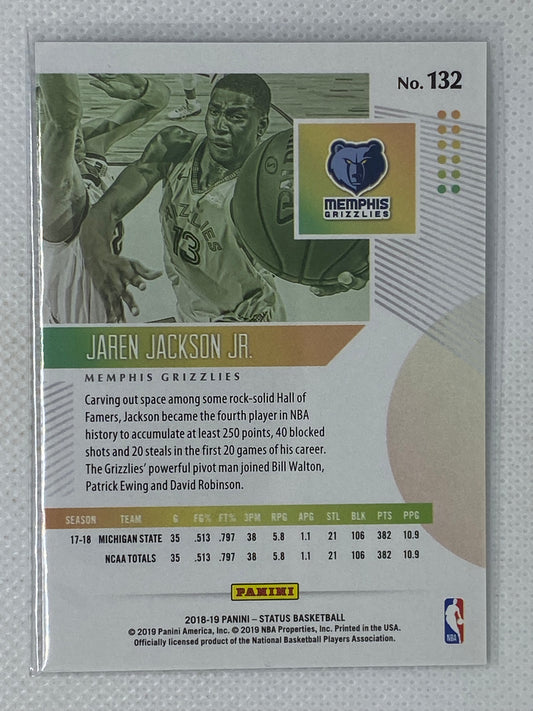 No. 132
GRIZZLIES
13
MEMPHIS
GRIZZLIES
JAREN JACKSON JR.
MEMPHIS GRIZZLIES
Carving out space among some rock-solid Hall of
Famers, Jackson became the fourth player in NBA
history to accumulate at least 250 points, 40 blocked
shots and 20 steals in the first 20 games of his career.
The Grizzlies' powerful pivot man joined Bill Walton,
Patrick Ewing and David Robinson.
SEASON TEAM G FG% FT% 3PM RPG APG STL BLK PTS PPG
17-18 MICHIGAN STATE 35 .513 .797 38 5.8 1.1 21 106 382 10.9
NCAA TOTALS 35 .513 .797 38 5.8 1.1 21 106 382 10.9
PANINI
2018-19 PANINI – STATUS BASKETBALL
© 2019 Panini America, Inc. © 2019 NBA Properties, Inc. Printed in the USA.
Officially licensed product of the National Basketball Players Association.
NBA